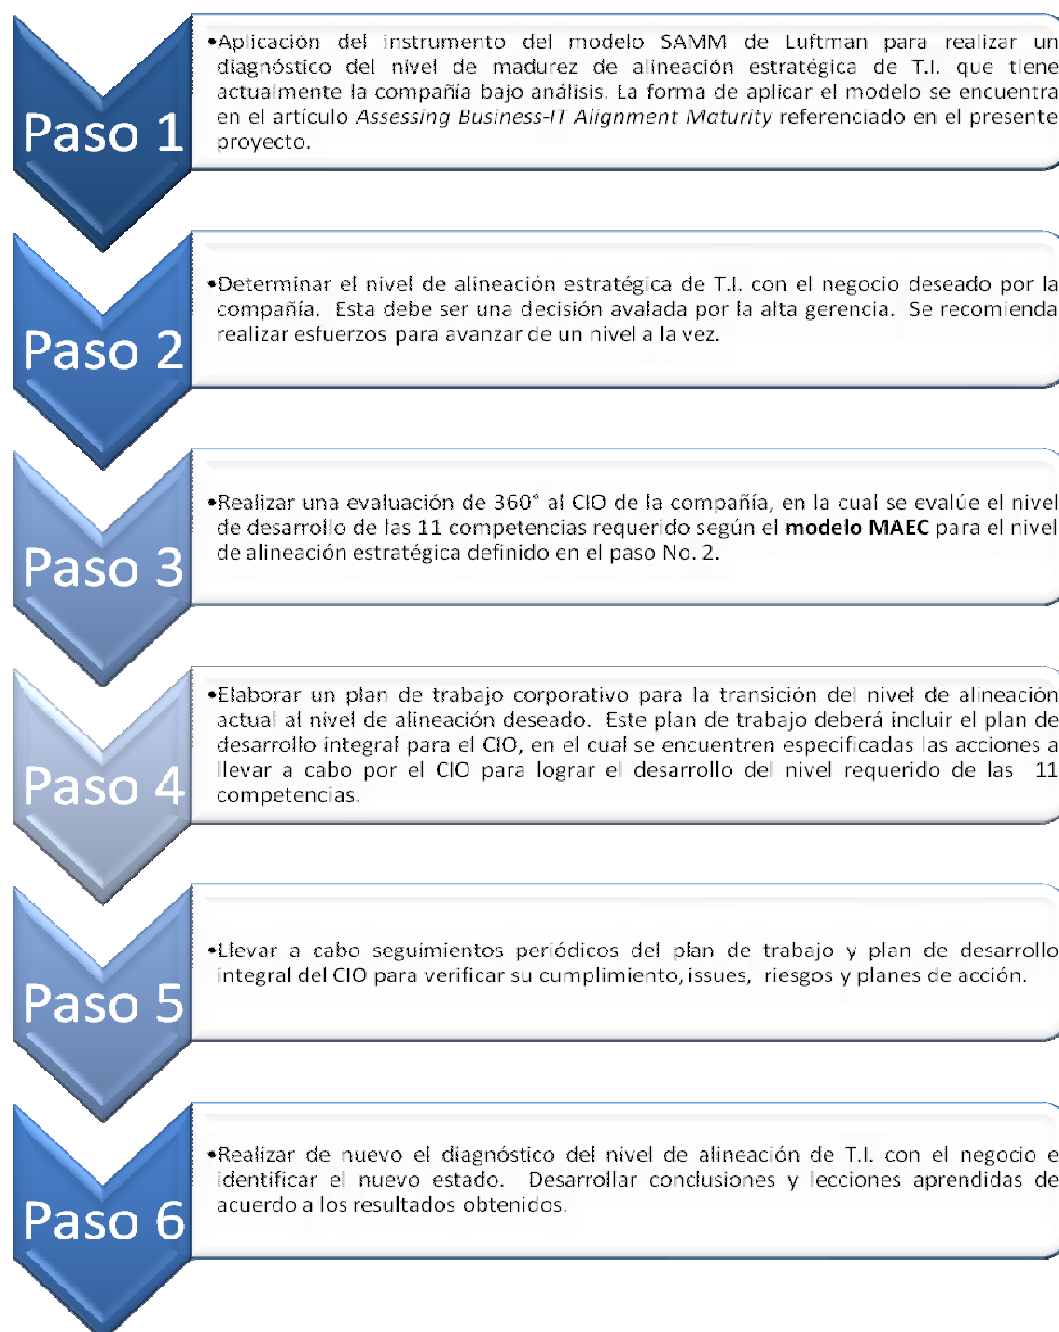 Paso 1
•Aplicación del instrumento del modelo SAMM de Luftman para realizar un
diagnóstico del nivel de madurez de alineación estratégica de T.I. que tiene
actualmente la compañía bajo análisis. La forma de aplicar el modelo se encuentra
en el artículo Assessing Business-IT Alignment Maturity referenciado en el presente
proyecto.
Paso 2
•Determinar el nivel de alineación estratégica de T.I. con el negocio deseado por la
compañía. Esta debe ser una decisión avalada por la alta gerencia. Se recomienda
realizar esfuerzos para avanzar de un nivel a la vez.
Paso 3
•Realizar una evaluación de 360° al CIO de la compañía, en la cual se evalúe el nivel
de desarrollo de las 11 competencias requerido según el modelo MAEC para el nivel
de alineación estratégica definido en el paso No. 2.
Paso 4
•Elaborar un plan de trabajo corporativo para la transición del nivel de alineación
actual al nivel de alineación deseado. Este plan de trabajo deberá incluir el plan de
desarrollo integral para el CIO, en el cual se encuentren especificadas las acciones a
llevar a cabo por el CIO para lograr el desarrollo del nivel requerido de las 11
competencias.
Paso 5
•Llevar a cabo seguimientos periódicos del plan de trabajo y plan de desarrollo
integral del CIO para verificar su cumplimiento, issues, riesgos y planes de acción.
Paso 6
•Realizar de nuevo el diagnóstico del nivel de alineación de T.I. con el negocio e
identificar el nuevo estado. Desarrollar conclusiones y lecciones aprendidas de
acuerdo a los resultados obtenidos.